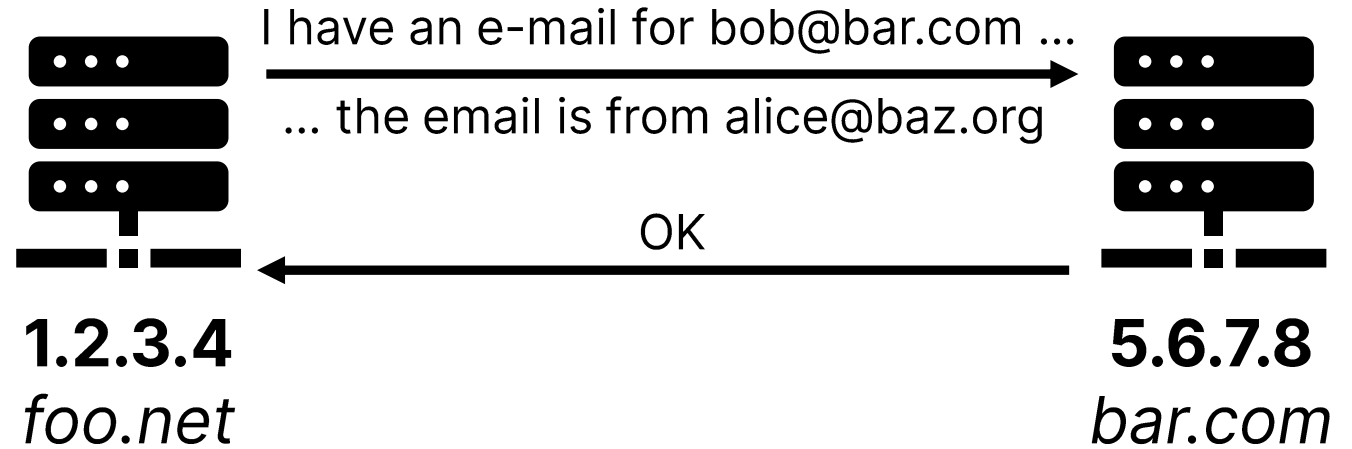 I have an e-mail for bob@bar.com ...
... the email is from alice@baz.org
OK
1.2.3.4
foo.net
5.6.7.8
bar.com